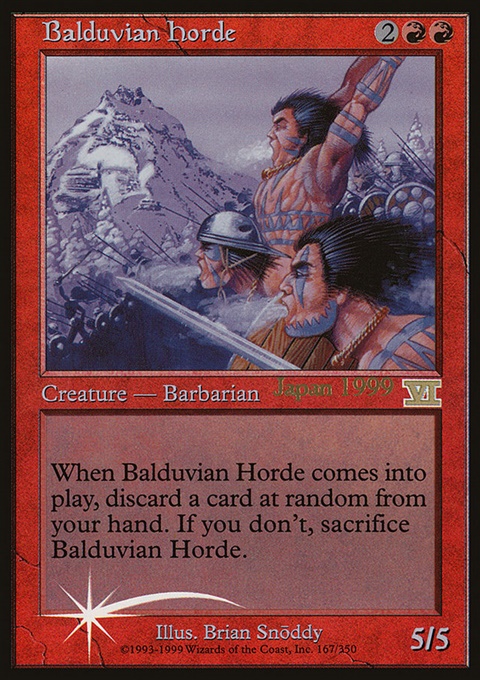 Balduvian Horde 2
Creature — Barbarian Japan 1999 VI
When Balduvian Horde comes into
play, discard a card at random from
your hand. If you don't, sacrifice
Balduvian Horde.
Illus. Brian Snōddy
5/5
©1993-1999 Wizards of the Coast, Inc. 167/350